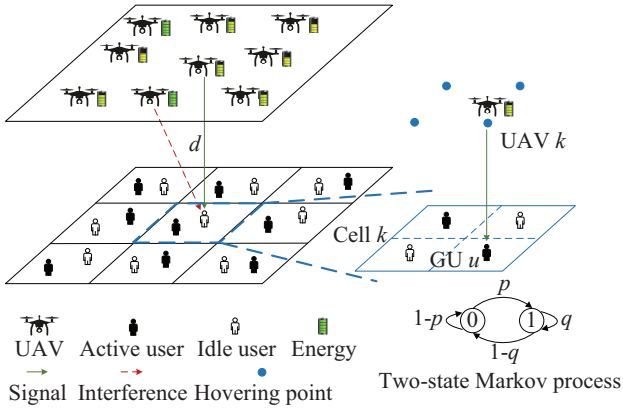 d
UAV k
Cell k
GU u
p
1-p
0
1
q
1-q
UAV Active user Idle user Energy
Signal Interference Hovering point
Two-state Markov process